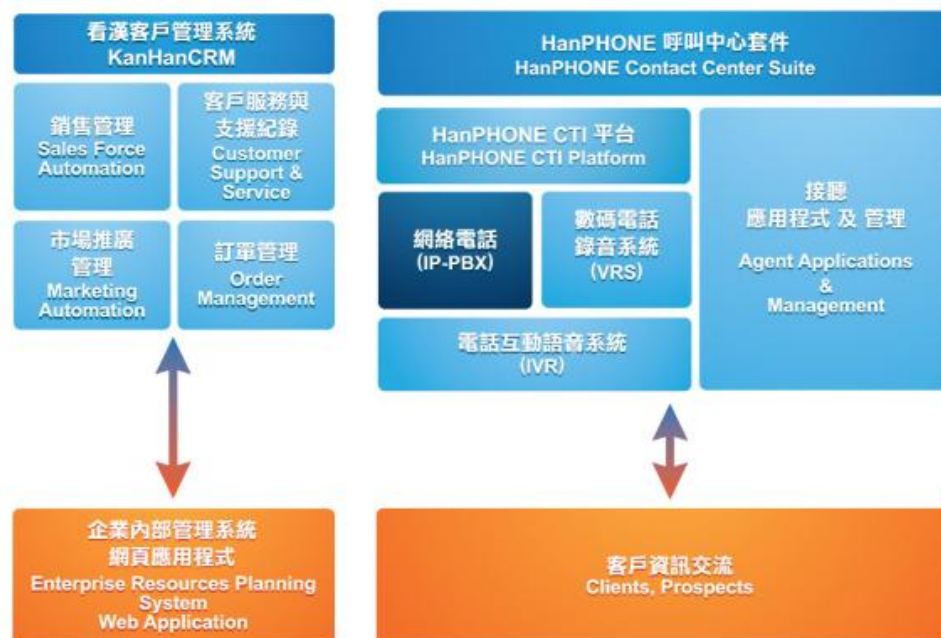 看漢客戶管理系統
KanHanCRM
銷售管理
Sales Force
Automation
客戶服務與
支援紀錄
Customer
Support &
Service
市場推廣
管理
Marketing
Automation
訂單管理
Order
Management
企業內部管理系統
網頁應用程式
Enterprise Resources Planning
System
Web Application
HanPHONE 呼叫中心套件
HanPHONE Contact Center Suite
HanPHONE CTI 平台
HanPHONE CTI Platform
網絡電話
(IP-PBX)
數碼電話
錄音系統
(VRS)
電話互動語音系統
(IVR)
接聽
應用程式 及 管理
Agent Applications
&
Management
客戶資訊交流
Clients, Prospects